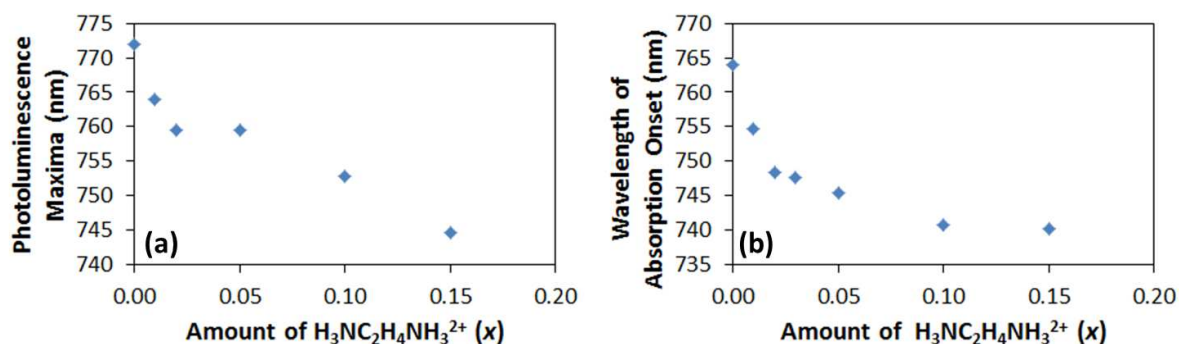 775
770
765
760
755
750
745
740
Photoluminescence
Maxima (nm)
(a)
0.00 0.05 0.10 0.15 0.20
Amount of H₃NC₂H₄NH₃²⁺ (x)
770
765
760
755
750
745
740
735
Wavelength of
Absorption Onset (nm)
(b)
0.00 0.05 0.10 0.15 0.20
Amount of H₃NC₂H₄NH₃²⁺ (x)